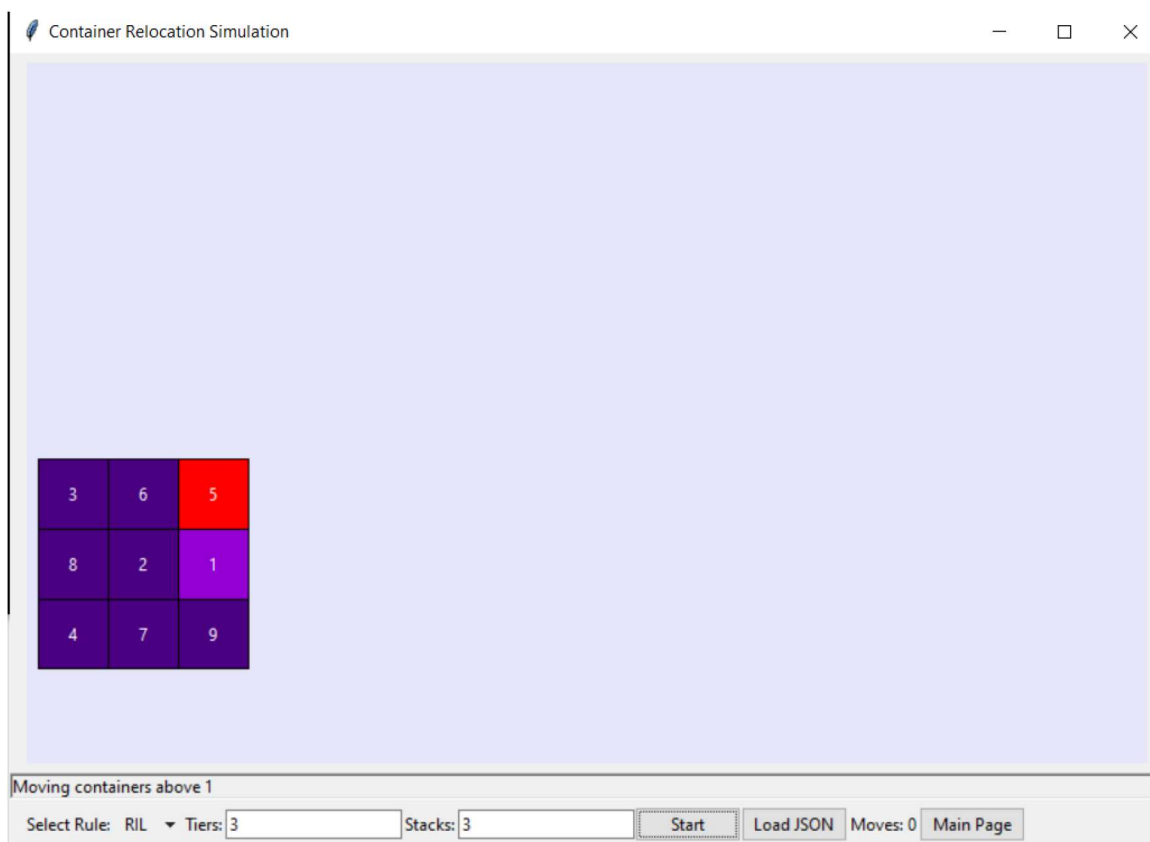 Container Relocation Simulation
3 6 5
8 2 1
4 7 9
Moving containers above 1
Select Rule: RIL Tiers: 3 Stacks: 3 Start Load JSON Moves: 0 Main Page